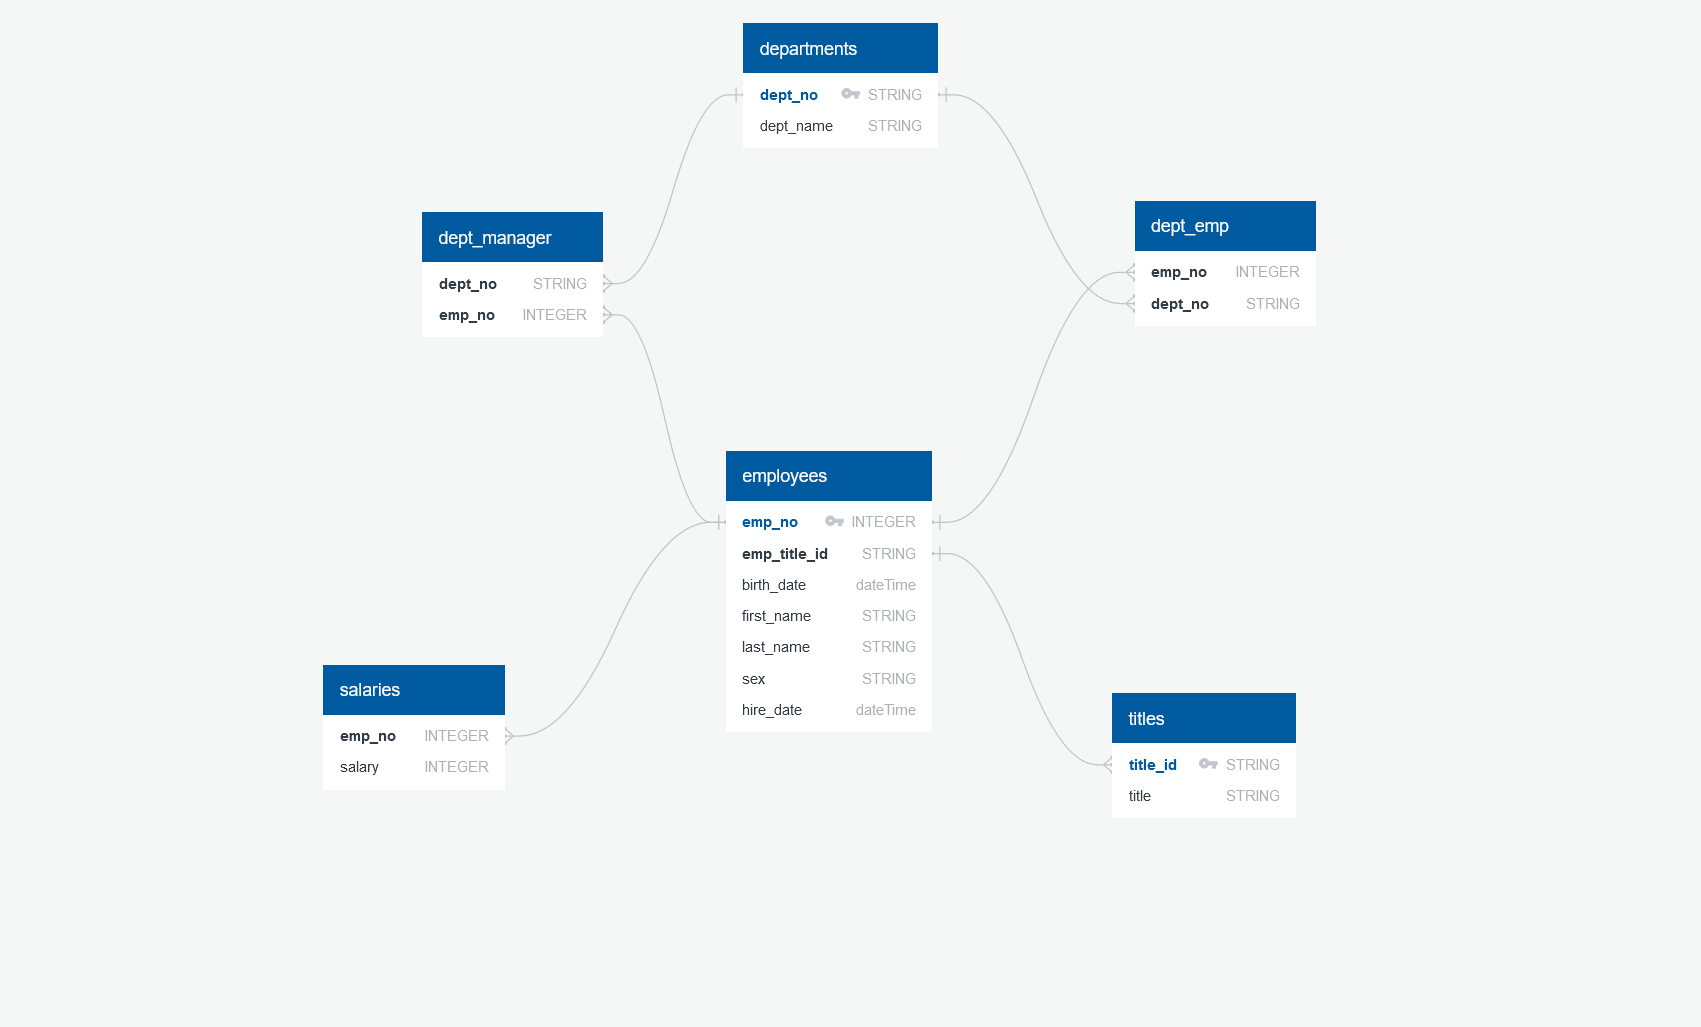 departments
dept_no STRING
dept_name STRING
dept_manager
dept_no STRING
emp_no INTEGER
dept_emp
emp_no INTEGER
dept_no STRING
employees
emp_no INTEGER
emp_title_id STRING
birth_date dateTime
first_name STRING
last_name STRING
sex STRING
hire_date dateTime
salaries
emp_no INTEGER
salary INTEGER
titles
title_id STRING
title STRING